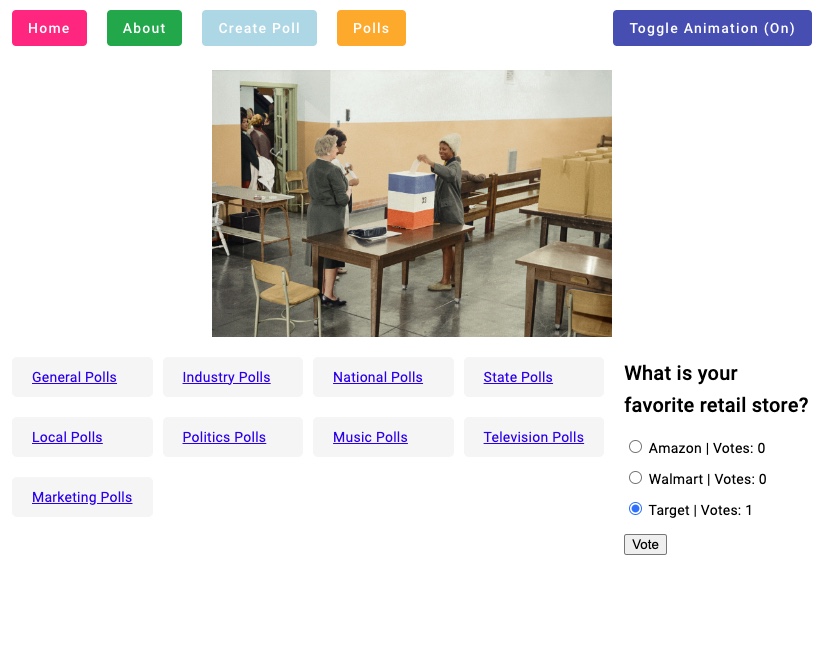 Home About Create Poll Polls Toggle Animation (On)
General Polls Industry Polls National Polls State Polls
Local Polls Politics Polls Music Polls Television Polls
Marketing Polls
What is your
favorite retail store?
Amazon | Votes: 0
Walmart | Votes: 0
Target | Votes: 1
Vote